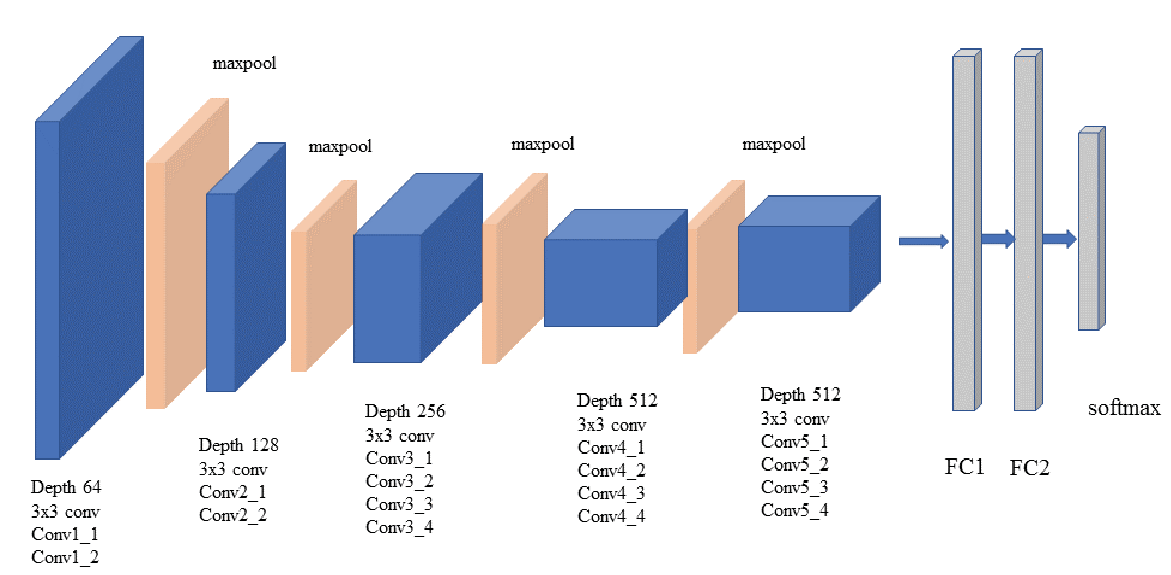 maxpool
maxpool
maxpool
maxpool
Depth 64
3x3 conv
Conv1_1
Conv1_2
Depth 128
3x3 conv
Conv2_1
Conv2_2
Depth 256
3x3 conv
Conv3_1
Conv3_2
Conv3_3
Conv3_4
Depth 512
3x3 conv
Conv4_1
Conv4_2
Conv4_3
Conv4_4
Depth 512
3x3 conv
Conv5_1
Conv5_2
Conv5_3
Conv5_4
FC1
FC2
softmax